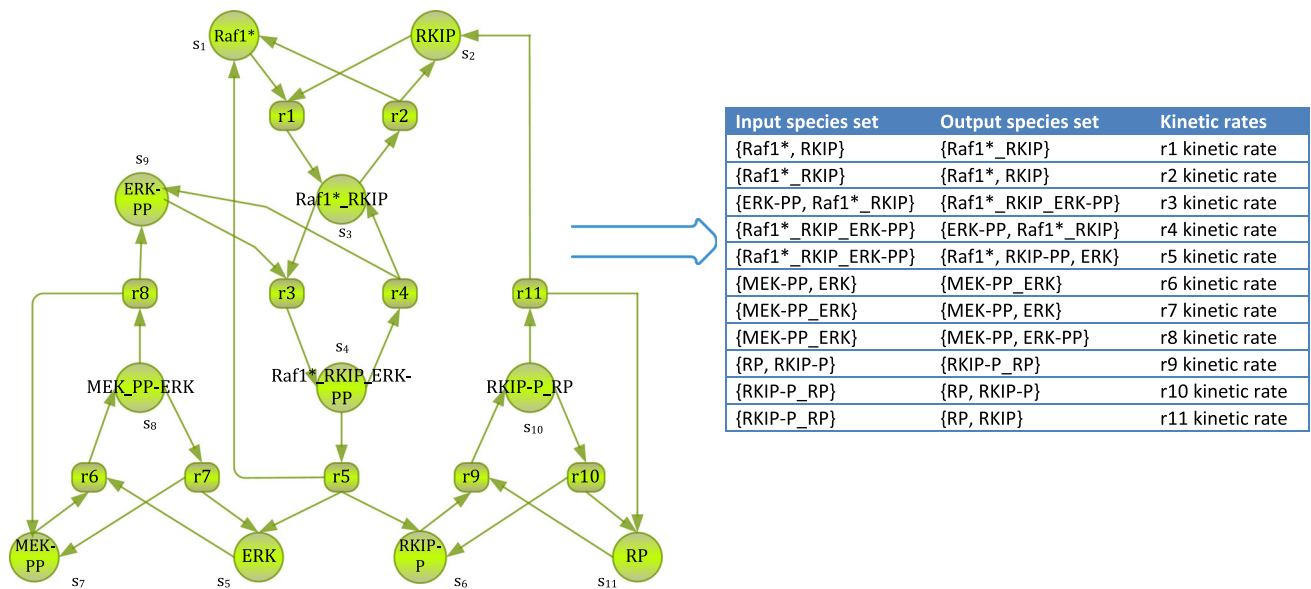 Raf1*
s1
RKIP
s2
r1
r2
s9
ERK-
PP
Raf1*_RKIP
s3
r8
r3
r4
r11
s4
MEK_PP-ERK
s8
Raf1*_RKIP_ERK-
PP
RKIP-P_RP
s10
r6
r7
r5
r9
r10
MEK-
PP
s7
ERK
s5
RKIP-
P
s6
RP
s11
Input species set Output species set Kinetic rates
{Raf1*, RKIP} {Raf1*_RKIP} r1 kinetic rate
{Raf1*_RKIP} {Raf1*, RKIP} r2 kinetic rate
{ERK-PP, Raf1*_RKIP} {Raf1*_RKIP_ERK-PP} r3 kinetic rate
{Raf1*_RKIP_ERK-PP} {ERK-PP, Raf1*_RKIP} r4 kinetic rate
{Raf1*_RKIP_ERK-PP} {Raf1*, RKIP-PP, ERK} r5 kinetic rate
{MEK-PP, ERK} {MEK-PP_ERK} r6 kinetic rate
{MEK-PP_ERK} {MEK-PP, ERK} r7 kinetic rate
{MEK-PP_ERK} {MEK-PP, ERK-PP} r8 kinetic rate
{RP, RKIP-P} {RKIP-P_RP} r9 kinetic rate
{RKIP-P_RP} {RP, RKIP-P} r10 kinetic rate
{RKIP-P_RP} {RP, RKIP} r11 kinetic rate